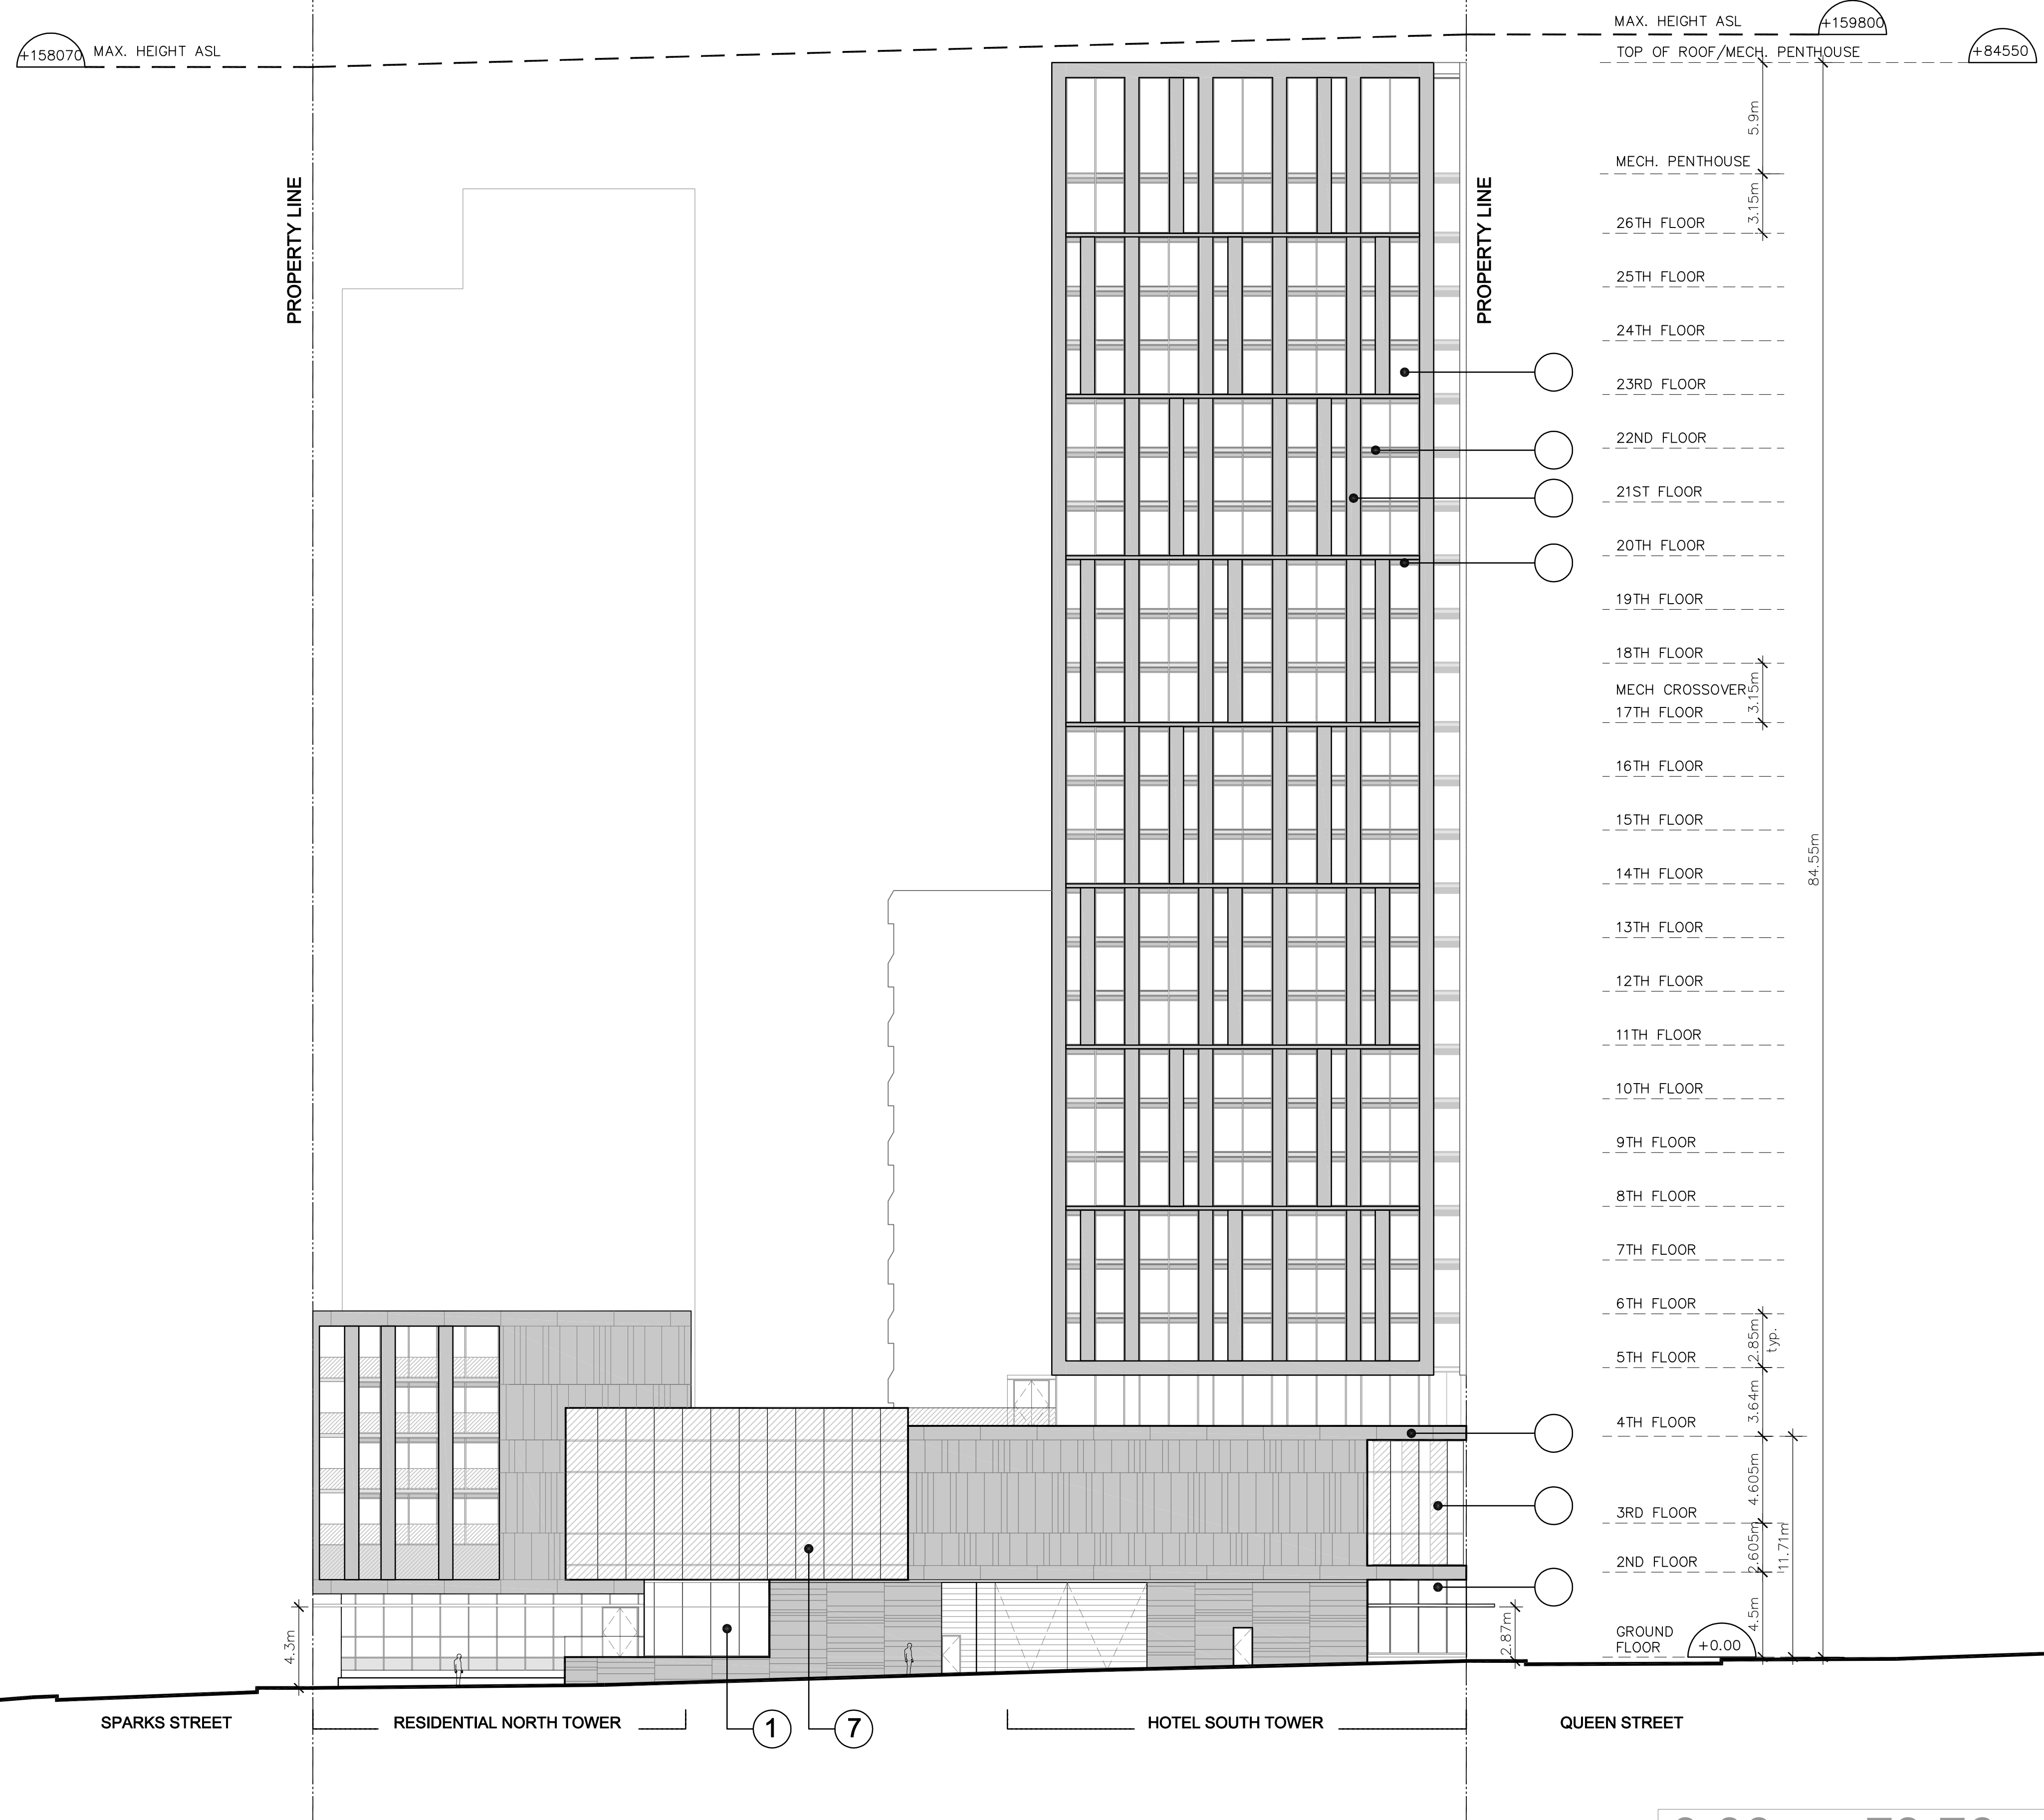 MAX. HEIGHT ASL
+159800
+158070
MAX. HEIGHT ASL
TOP OF ROOF/MECH. PENTHOUSE
+84550
5.9m
PROPERTY LINE
PROPERTY LINE
MECH. PENTHOUSE
3.15m
26TH FLOOR
25TH FLOOR
24TH FLOOR
23RD FLOOR
22ND FLOOR
21ST FLOOR
20TH FLOOR
19TH FLOOR
18TH FLOOR
MECH CROSSOVER
3.15m
17TH FLOOR
16TH FLOOR
15TH FLOOR
84.55m
14TH FLOOR
13TH FLOOR
12TH FLOOR
11TH FLOOR
10TH FLOOR
9TH FLOOR
8TH FLOOR
7TH FLOOR
6TH FLOOR
2.85m
typ.
5TH FLOOR
3.64m
4TH FLOOR
4.605m
3RD FLOOR
2.605m
11.71m
2ND FLOOR
4.5m
GROUND
FLOOR
+0.00
4.3m
2.87m
SPARKS STREET
RESIDENTIAL NORTH TOWER
1
7
HOTEL SOUTH TOWER
QUEEN STREET